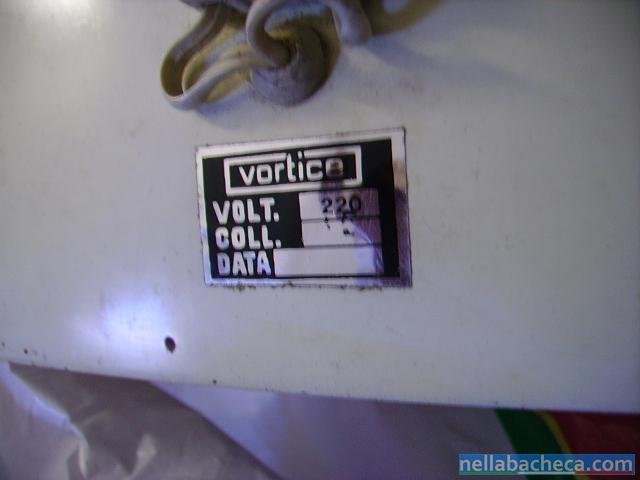 vortice
VOLT. 220
COLL.
DATA
nellabacheca.com